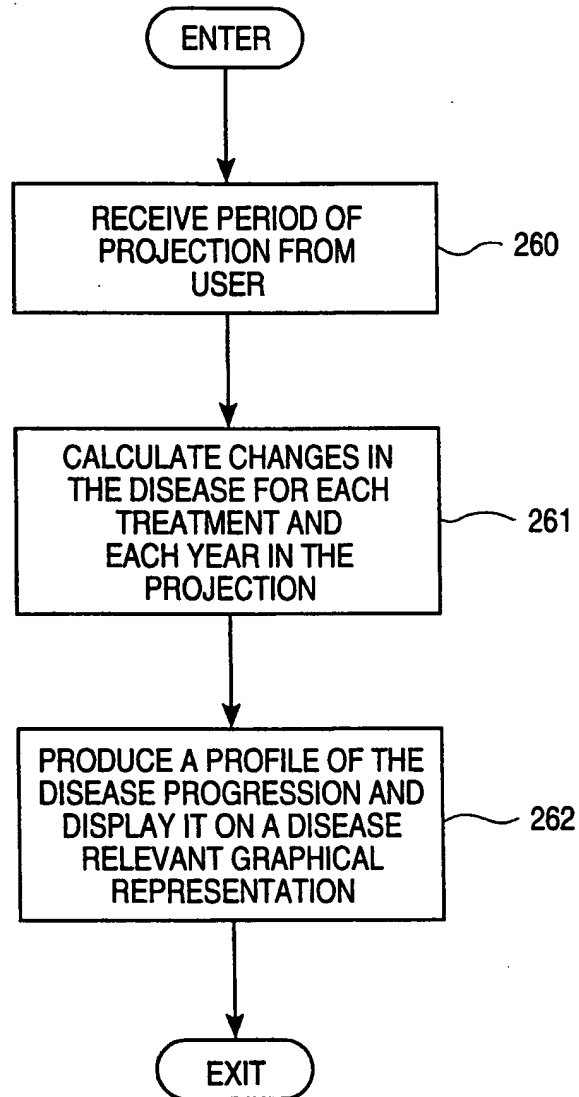 ENTER
RECEIVE PERIOD OF
PROJECTION FROM
USER
260
CALCULATE CHANGES IN
THE DISEASE FOR EACH
TREATMENT AND
EACH YEAR IN THE
PROJECTION
261
PRODUCE A PROFILE OF THE
DISEASE PROGRESSION AND
DISPLAY IT ON A DISEASE
RELEVANT GRAPHICAL
REPRESENTATION
262
EXIT